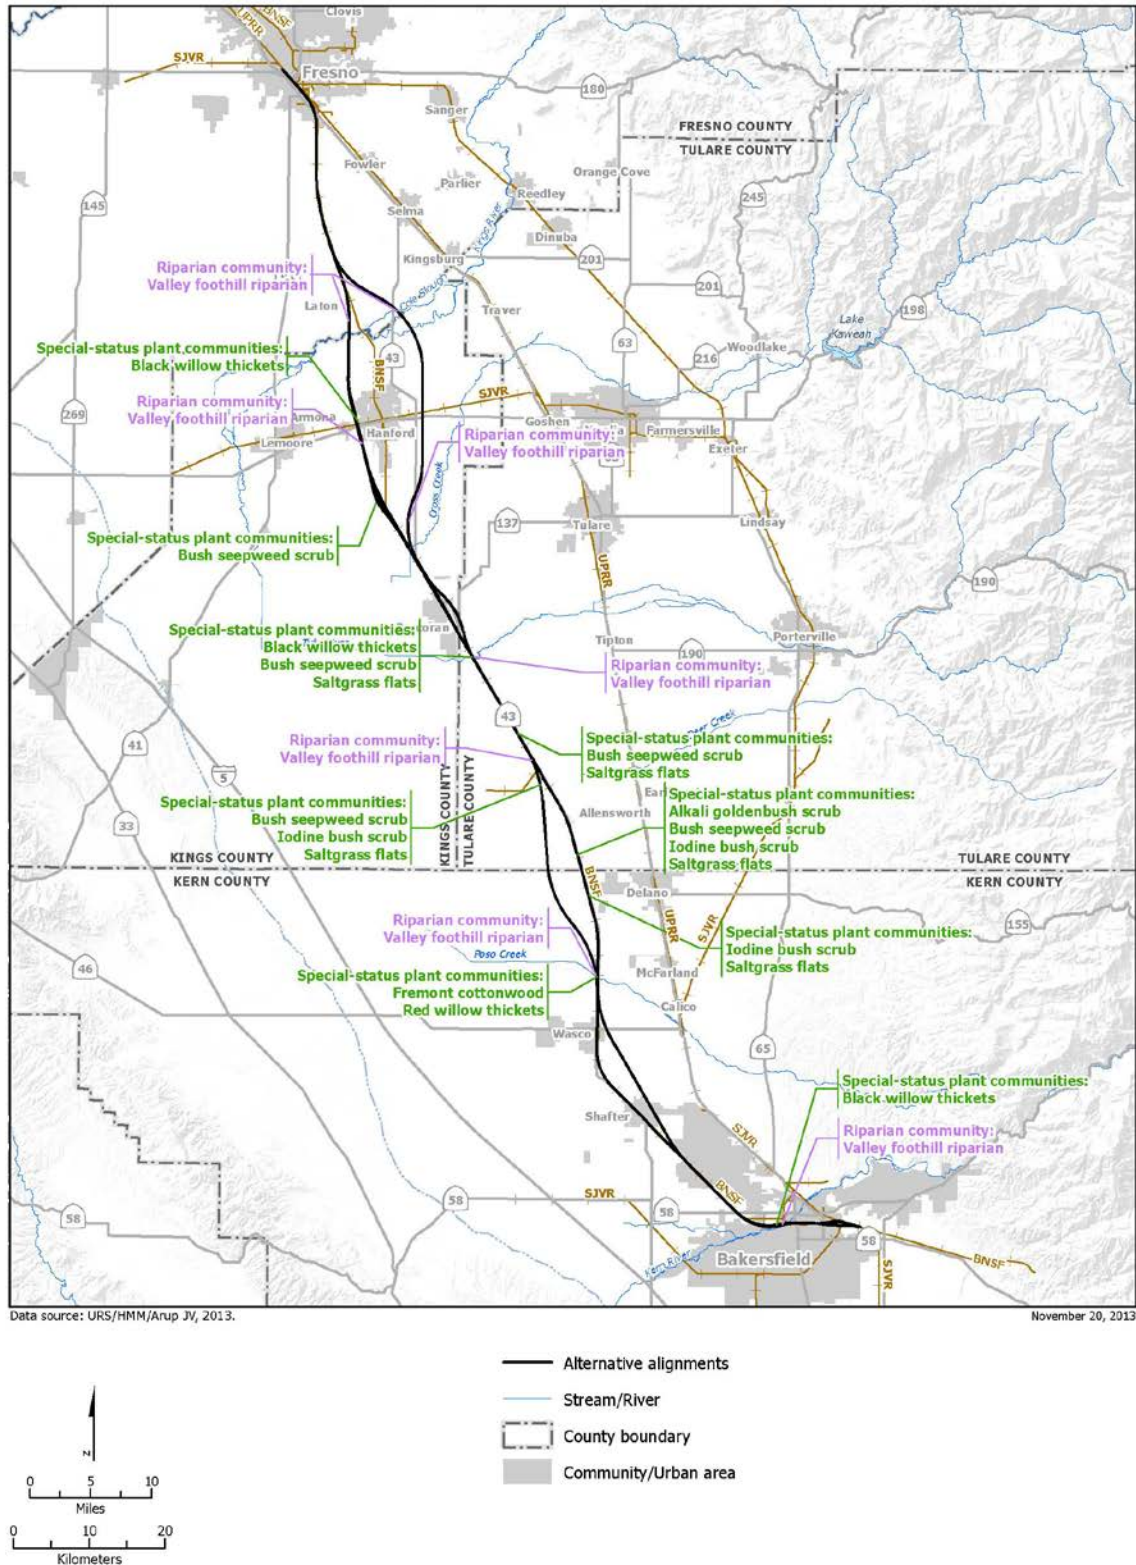 Clovis
BNSF
UPRR
SJVR
Fresno
180
Sanger
FRESNO COUNTY
TULARE COUNTY
Fowler
Parlier
Orange Cove
Reedley
145
Selma
245
Kings River
Dinuba
Kingsburg
201
Riparian community:
Valley foothill riparian
201
Cole Slough
Laton
Traver
198
Lake
Kaweah
Special-status plant communities:
Black willow thickets
43
63
216
Woodlake
BNSF
SJVR
Riparian community:
Valley foothill riparian
269
Armona
Goshen
Farmersville
Lemoore
Hanford
Riparian community:
Valley foothill riparian
Exeter
Cross Creek
137
Tulare
Lindsay
Special-status plant communities:
Bush seepweed scrub
UPRR
190
Special-status plant communities:
Black willow thickets
Bush seepweed scrub
Saltgrass flats
oran
Tipton
190
Porterville
Riparian community:
Valley foothill riparian
43
Creek
Riparian community:
Valley foothill riparian
41
Special-status plant communities:
Bush seepweed scrub
Saltgrass flats
5
KINGS COUNTY
TULARE COUNTY
Special-status plant communities:
Bush seepweed scrub
Iodine bush scrub
Saltgrass flats
Ear
Allensworth
Special-status plant communities:
Alkali goldenbush scrub
Bush seepweed scrub
Iodine bush scrub
Saltgrass flats
33
KINGS COUNTY
KERN COUNTY
TULARE COUNTY
KERN COUNTY
BNSF
Delano
155
Riparian community:
Valley foothill riparian
UPRR
SJVR
Special-status plant communities:
Iodine bush scrub
Saltgrass flats
Poso Creek
46
McFarland
Special-status plant communities:
Fremont cottonwood
Red willow thickets
Calico
Wasco
65
Special-status plant communities:
Black willow thickets
Shafter
SJVR
Riparian community:
Valley foothill riparian
BNSF
SJVR
58
58
58
58
Kern River
Bakersfield
BNSF
SJVR
Data source: URS/HMM/Arup JV, 2013.
November 20, 2013
Alternative alignments
Stream/River
County boundary
Community/Urban area
N
0 5 10
Miles
0 10 20
Kilometers